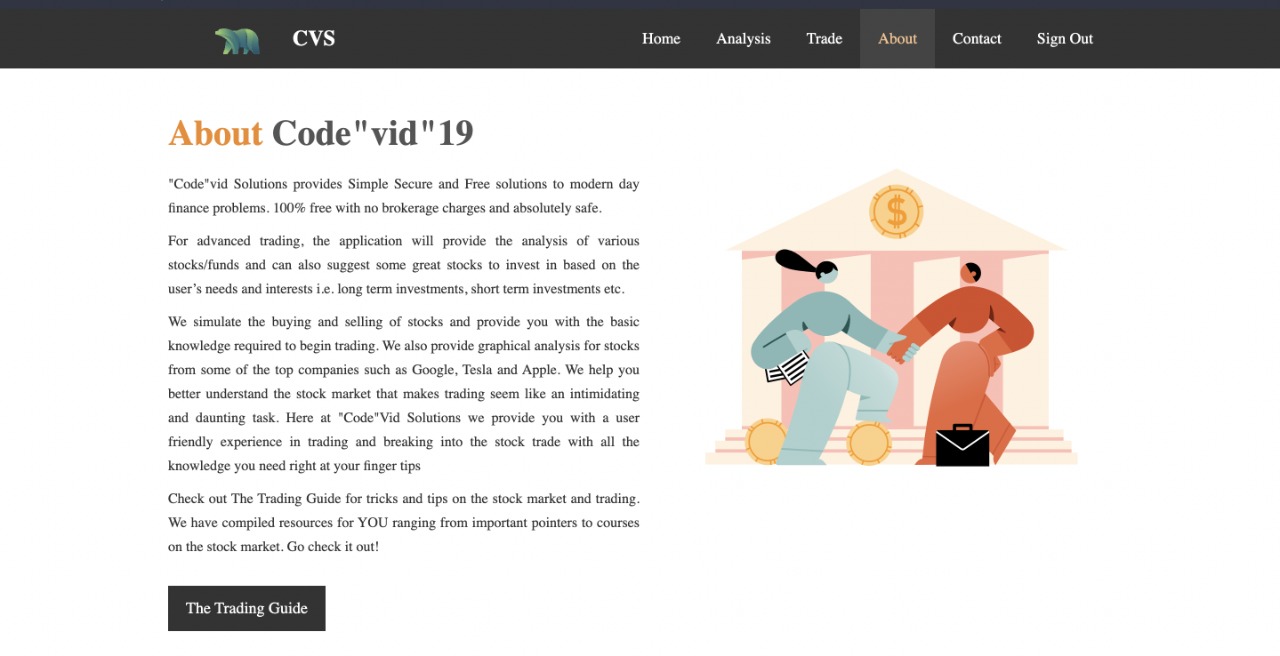 CVS
Home
Analysis
Trade
About
Contact
Sign Out
About Code"vid"19
"Code"vid Solutions provides Simple Secure and Free solutions to modern day
finance problems. 100% free with no brokerage charges and absolutely safe.
For advanced trading, the application will provide the analysis of various
stocks/funds and can also suggest some great stocks to invest in based on the
user’s needs and interests i.e. long term investments, short term investments etc.
We simulate the buying and selling of stocks and provide you with the basic
knowledge required to begin trading. We also provide graphical analysis for stocks
from some of the top companies such as Google, Tesla and Apple. We help you
better understand the stock market that makes trading seem like an intimidating
and daunting task. Here at "Code"Vid Solutions we provide you with a user
friendly experience in trading and breaking into the stock trade with all the
knowledge you need right at your finger tips
Check out The Trading Guide for tricks and tips on the stock market and trading.
We have compiled resources for YOU ranging from important pointers to courses
on the stock market. Go check it out!
$
The Trading Guide